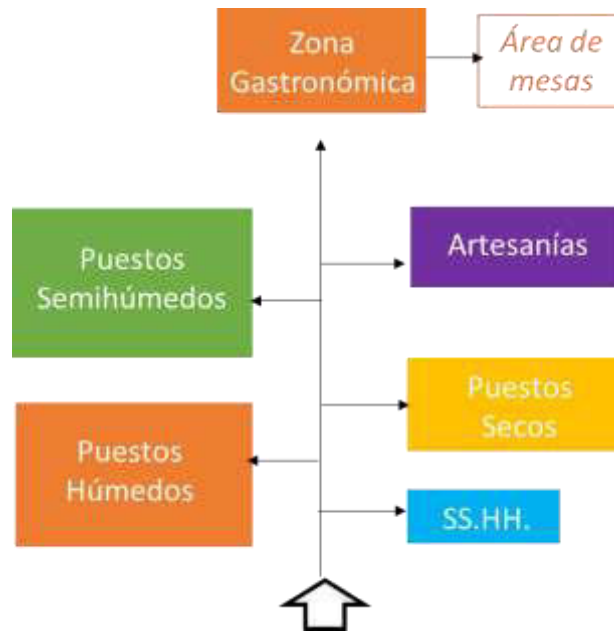 Zona
Gastronómica
Área de
mesas
Puestos
Semihúmedos
Artesanías
Puestos
Secos
Puestos
Húmedos
SS.HH.